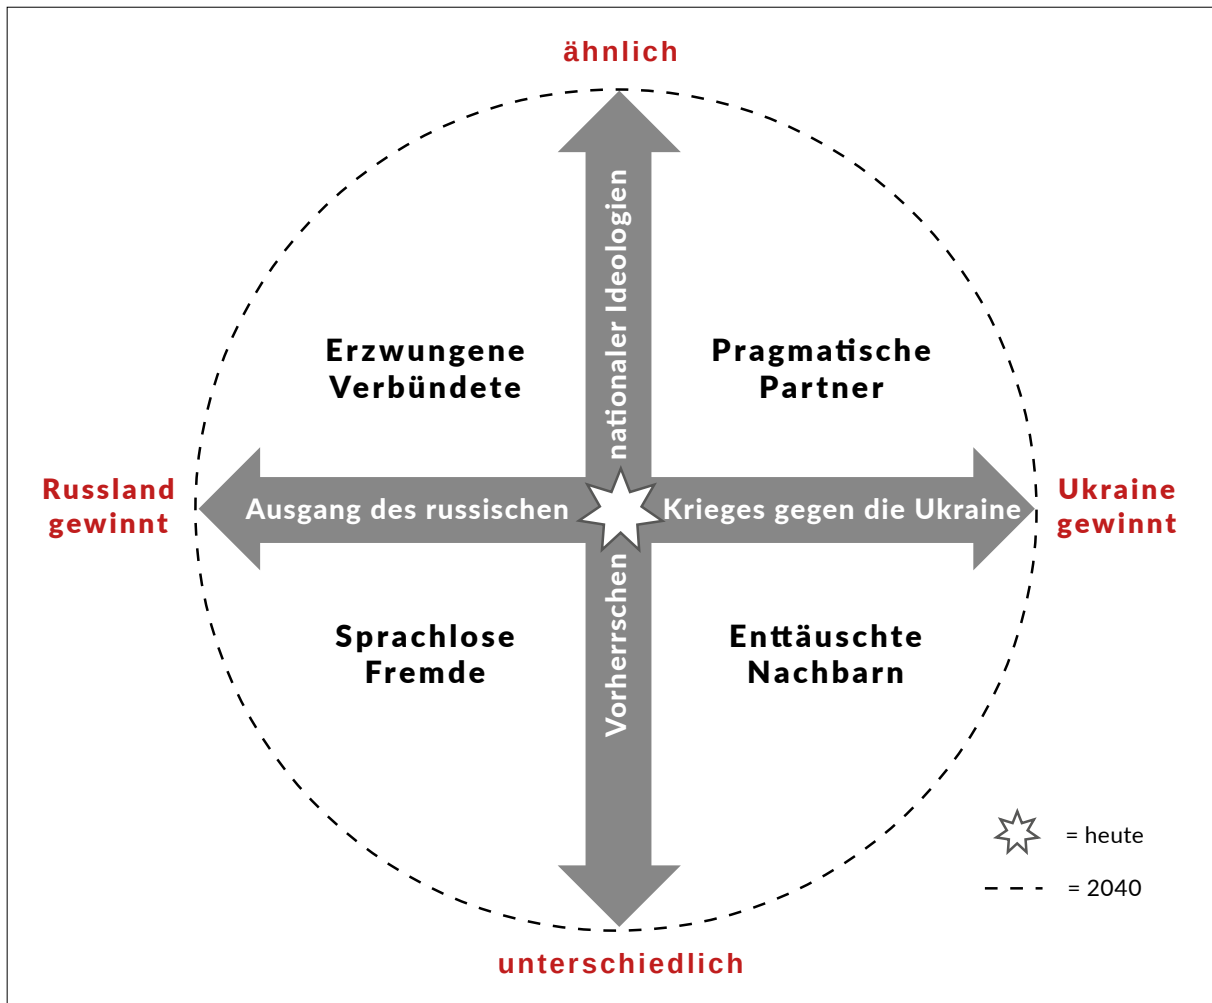 ähnlich
Vorherrschen nationaler Ideologien
Erzwungene
Verbündete
Pragmatische
Partner
Russland
gewinnt
Ausgang des russischen Krieges gegen die Ukraine
Ukraine
gewinnt
Sprachlose
Fremde
Enttäuschte
Nachbarn
= heute
= 2040
unterschiedlich